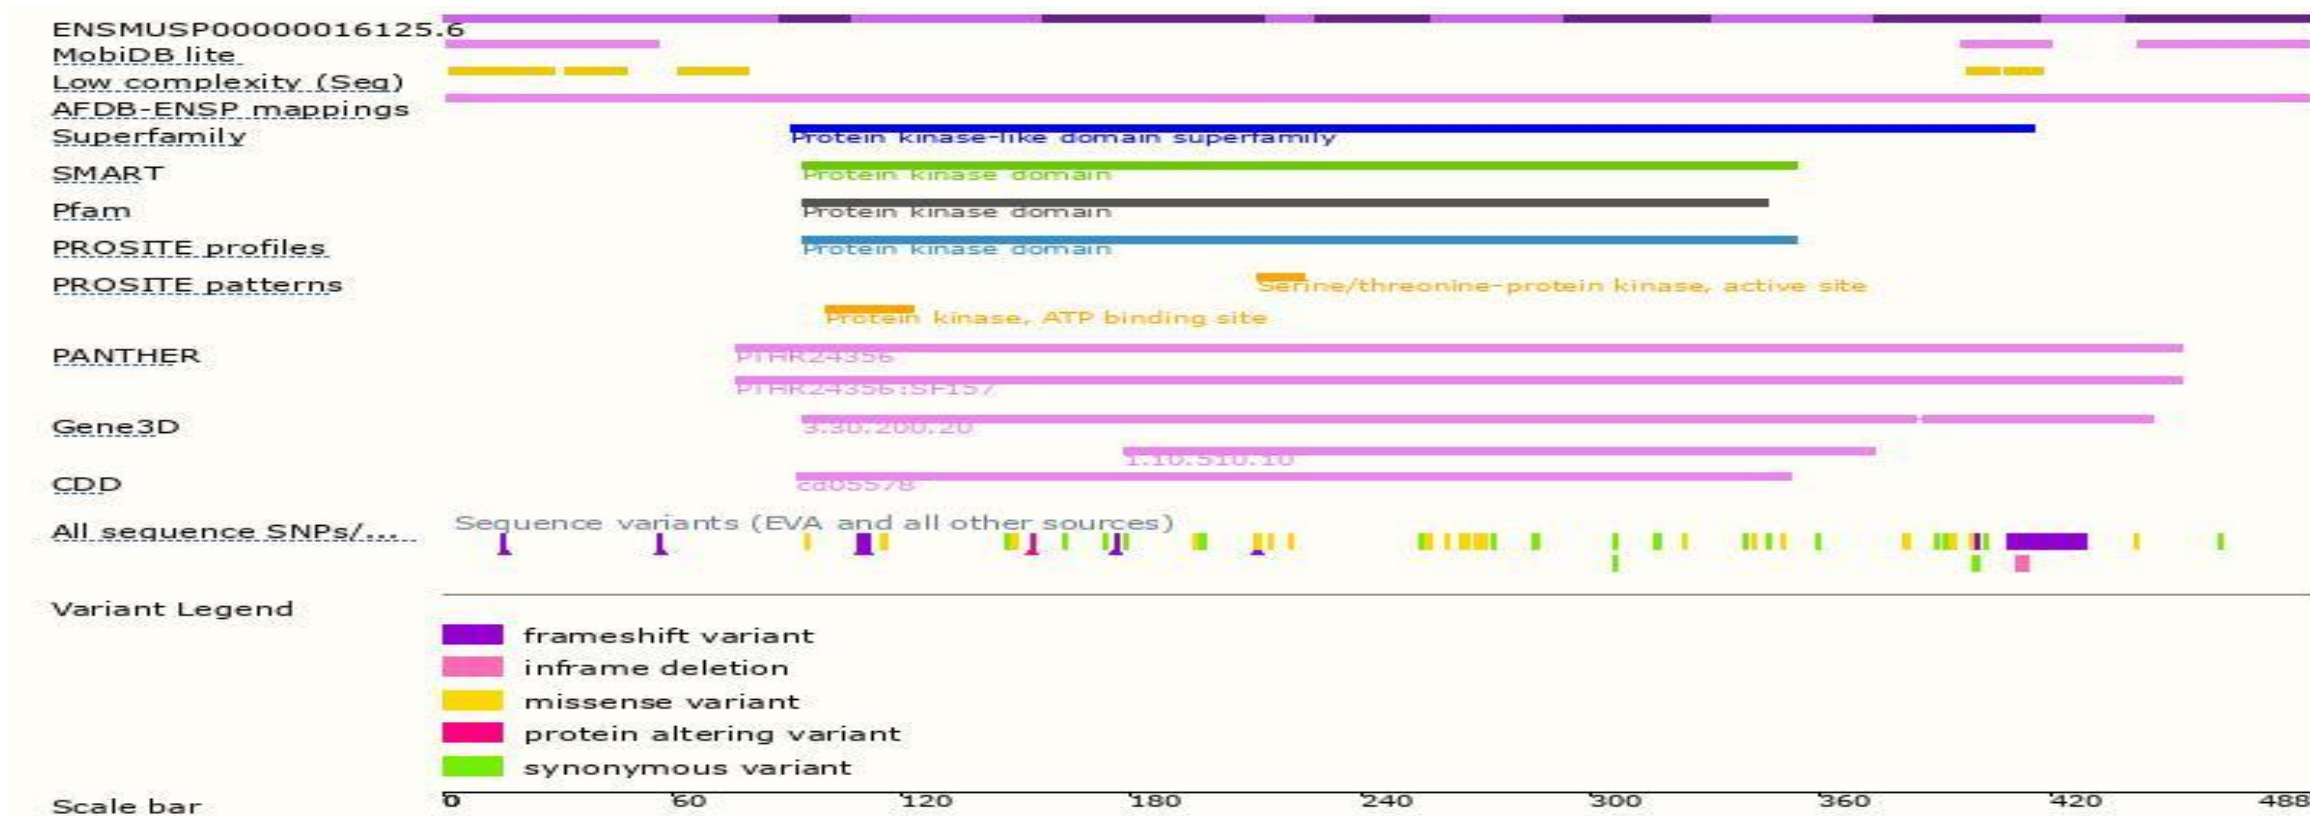 ENSMUSP00000016125.6
MobiDB lite
Low complexity (Seg)
AFDB-ENSP mappings
Superfamily
Protein kinase-like domain superfamily
SMART
Protein kinase domain
Pfam
Protein kinase domain
PROSITE profiles
Protein kinase domain
PROSITE patterns
Serine/threonine-protein kinase, active site
Protein kinase, ATP binding site
PANTHER
PTHR24356
PTHR24356:SF157
Gene3D
3.30.200.20
1.10.510.10
CDD
cd05578
All sequence SNPs/...
Sequence variants (EVA and all other sources)
Variant Legend
frameshift variant
inframe deletion
missense variant
protein altering variant
synonymous variant
Scale bar
0 60 120 180 240 300 360 420 488